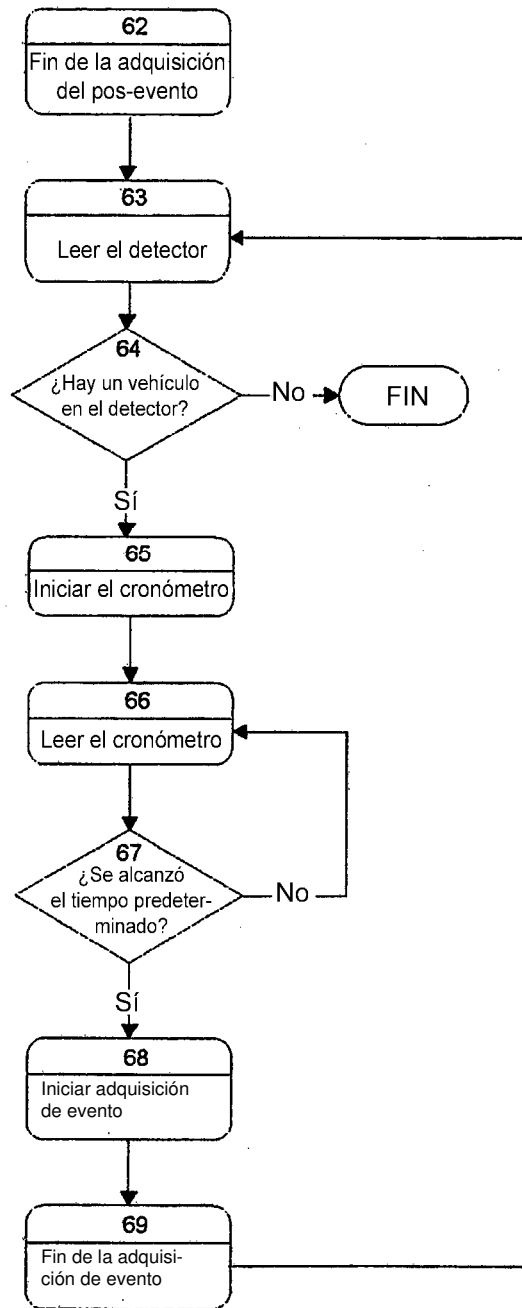 62
Fin de la adquisición
del pos-evento
63
Leer el detector
64
¿Hay un vehículo
en el detector?
No
FIN
Sí
65
Iniciar el cronómetro
66
Leer el cronómetro
67
¿Se alcanzó
el tiempo predeter-
minado?
No
Sí
68
Iniciar adquisición
de evento
69
Fin de la adquisi-
ción de evento